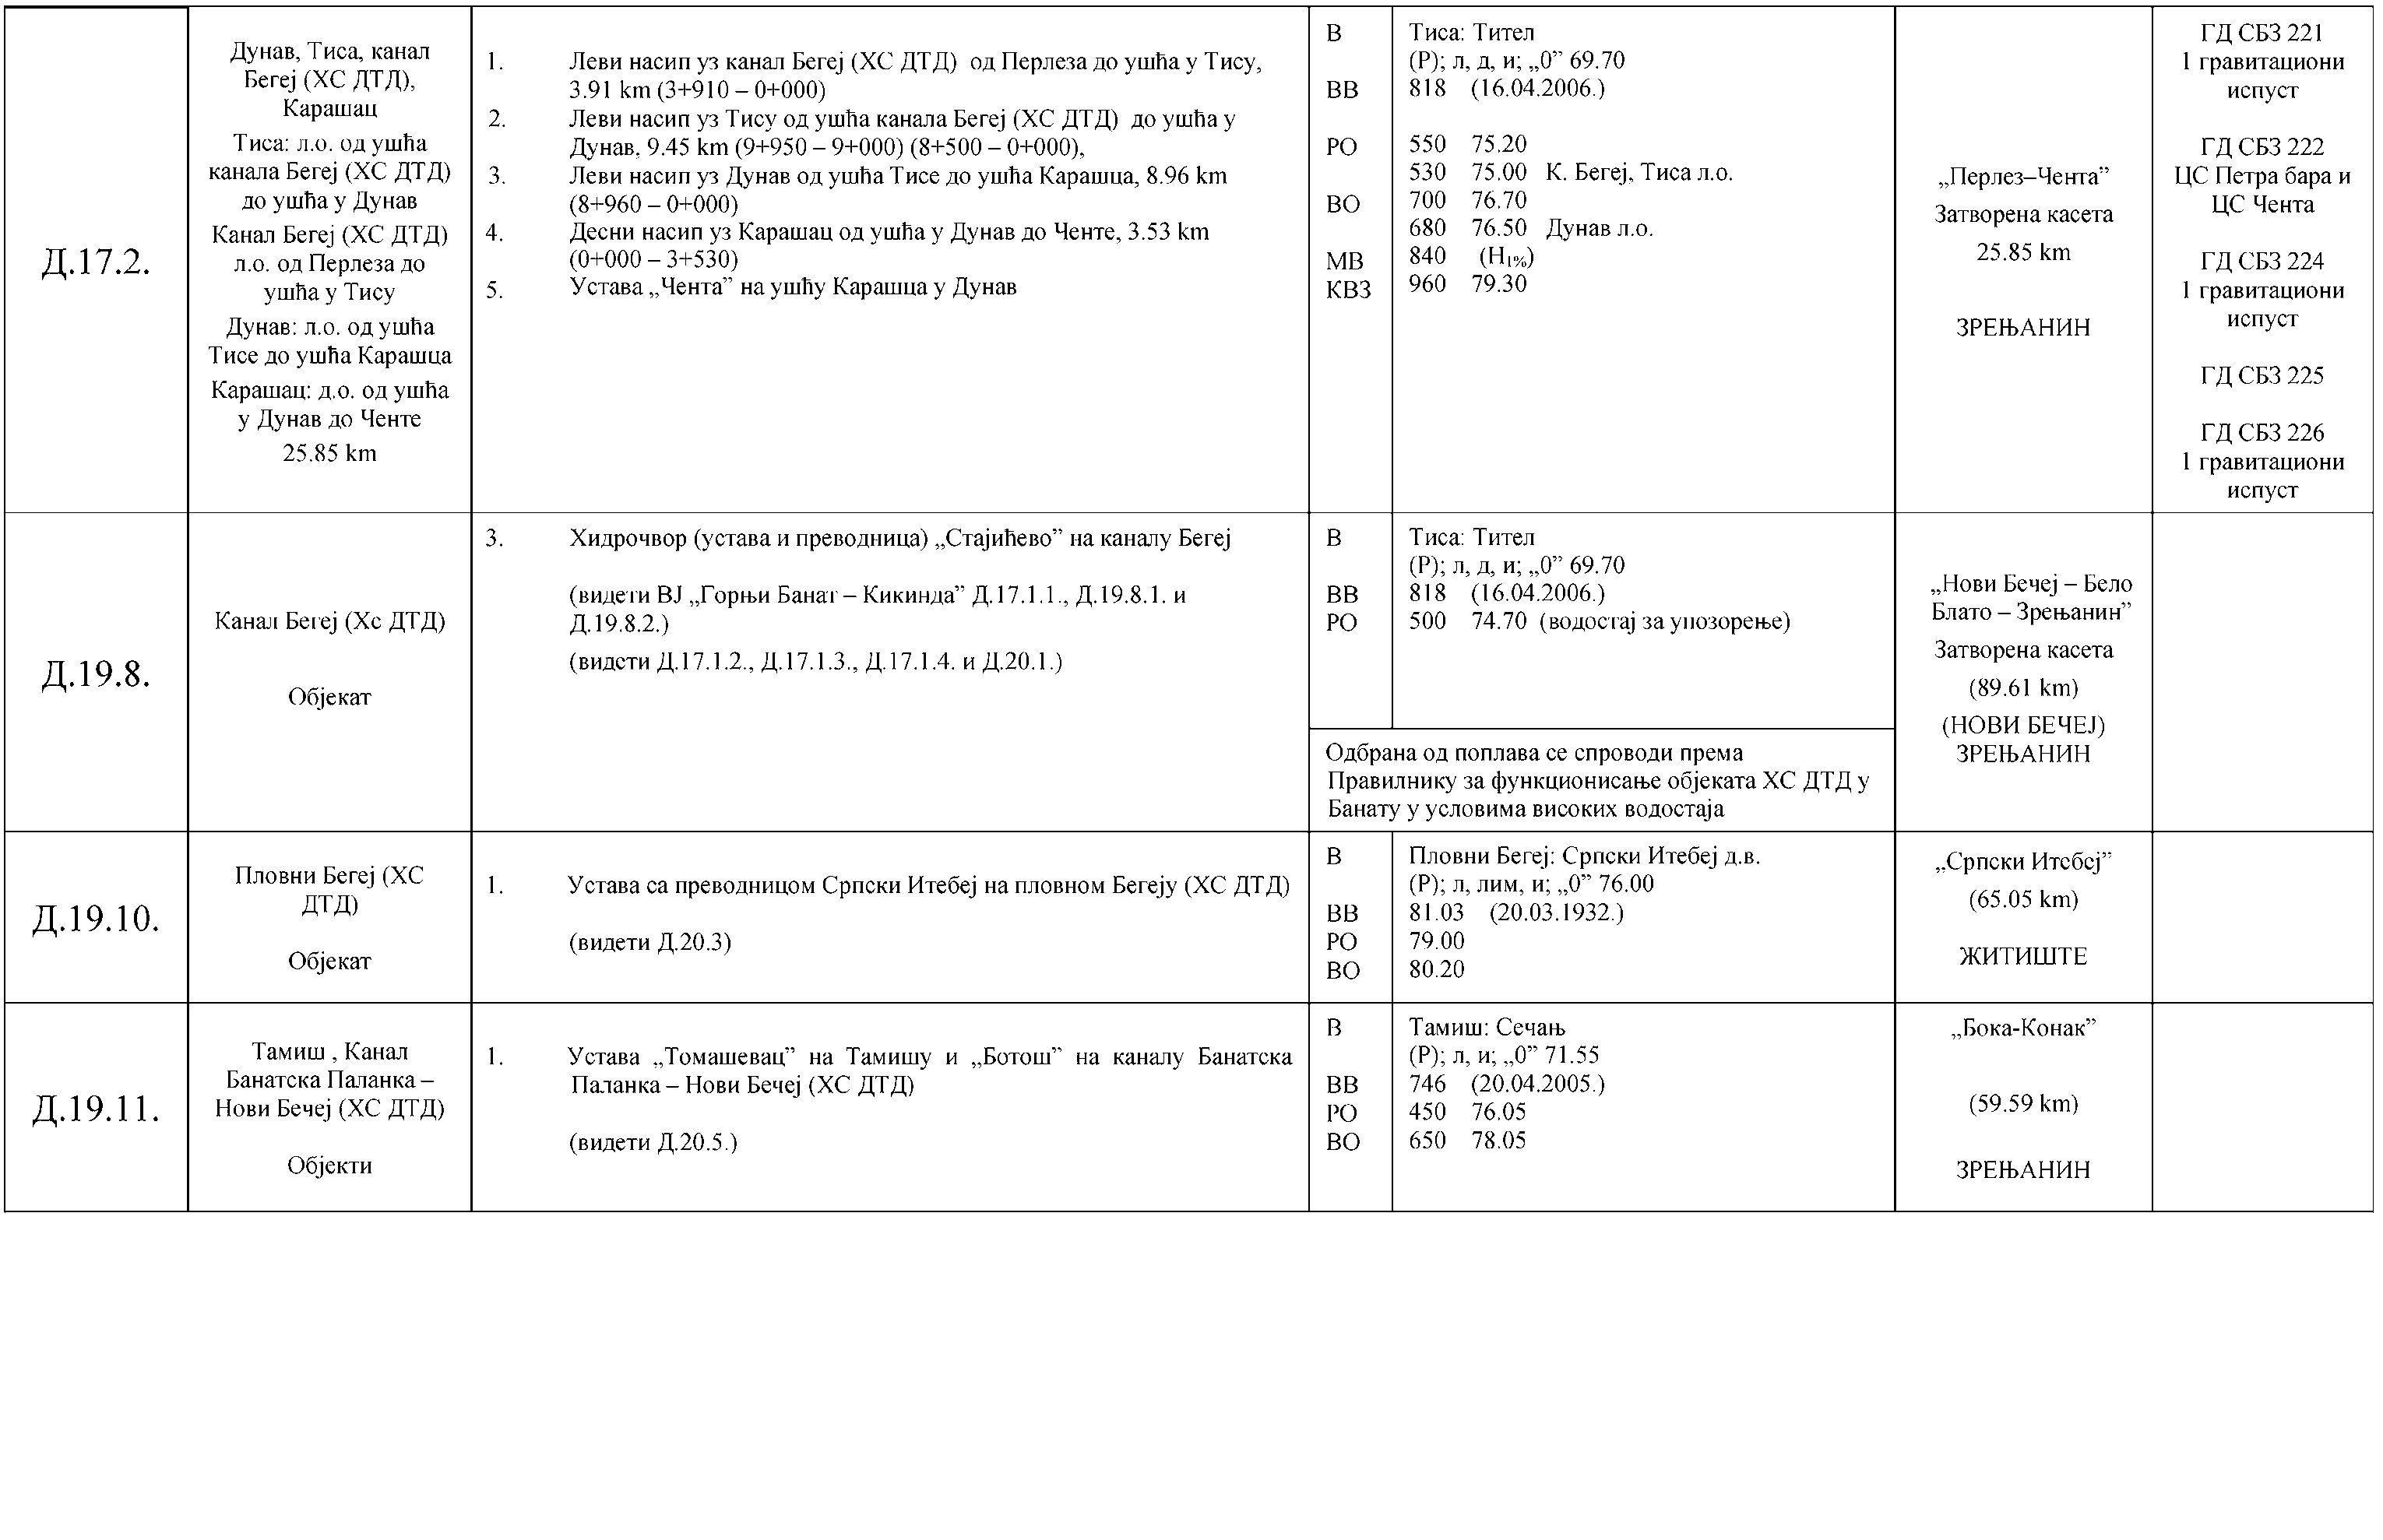 Д.17.2.
Дунав, Тиса, канал
Бегеј (ХС ДТД),
Карашац
Тиса: л.о. од ушћа
канала Бегеј (ХС ДТД)
до ушћа у Дунав
Канал Бегеј (ХС ДТД)
л.о. од Перлеза до
ушћа у Тису
Дунав: л.о. од ушћа
Тисе до ушћа Карашца
Карашац: д.о. од ушћа
у Дунав до Ченте
25.85 km
1. Леви насип уз канал Бегеј (ХС ДТД) од Перлеза до ушћа у Тису,
3.91 km (3+910 – 0+000)
2. Леви насип уз Тису од ушћа канала Бегеј (ХС ДТД) до ушћа у
Дунав, 9.45 km (9+950 – 9+000) (8+500 – 0+000),
3. Леви насип уз Дунав од ушћа Тисе до ушћа Карашца, 8.96 km
(8+960 – 0+000)
4. Десни насип уз Карашац од ушћа у Дунав до Ченте, 3.53 km
(0+000 – 3+530)
5. Устава „Чента” на ушћу Карашца у Дунав
В Тиса: Тител
(Р); л, д, и; „0” 69.70
ВВ 818 (16.04.2006.)
РО 550 75.20
530 75.00 К. Бегеј, Тиса л.о.
ВО 700 76.70
680 76.50 Дунав л.о.
МВ 840 (H1%)
КВЗ 960 79.30
„Перлез–Чента”
Затворена касета
25.85 km
ЗРЕЊАНИН
ГД СБЗ 221
1 гравитациони
испуст
ГД СБЗ 222
ЦС Петра бара и
ЦС Чента
ГД СБЗ 224
1 гравитациони
испуст
ГД СБЗ 225
ГД СБЗ 226
1 гравитациони
испуст
Д.19.8.
Канал Бегеј (Хс ДТД)
Објекат
3. Хидрочвор (устава и преводница) „Стајићево” на каналу Бегеј
(видети ВЈ „Горњи Банат – Кикинда” Д.17.1.1., Д.19.8.1. и
Д.19.8.2.)
(видети Д.17.1.2., Д.17.1.3., Д.17.1.4. и Д.20.1.)
В Тиса: Тител
(Р); л, д, и; „0” 69.70
ВВ 818 (16.04.2006.)
РО 500 74.70 (водостај за упозорење)
Одбрана од поплава се спроводи према
Правилнику за функционисање објеката ХС ДТД у
Банату у условима високих водостаја
„Нови Бечеј – Бело
Блато – Зрењанин”
Затворена касета
(89.61 km)
(НОВИ БЕЧЕЈ)
ЗРЕЊАНИН
Д.19.10.
Пловни Бегеј (ХС
ДТД)
Објекат
1. Устава са преводницом Српски Итебеј на пловном Бегеју (ХС ДТД)
(видети Д.20.3)
В Пловни Бегеј: Српски Итебеј д.в.
(Р); л, лим, и; „0” 76.00
ВВ 81.03 (20.03.1932.)
РО 79.00
ВО 80.20
„Српски Итебеј”
(65.05 km)
ЖИТИШТЕ
Д.19.11.
Тамиш , Канал
Банатска Паланка –
Нови Бечеј (ХС ДТД)
Објекти
1. Устава „Томашевац” на Тамишу и „Ботош” на каналу Банатска
Паланка – Нови Бечеј (ХС ДТД)
(видети Д.20.5.)
В Тамиш: Сечањ
(Р); л, и; „0” 71.55
ВВ 746 (20.04.2005.)
РО 450 76.05
ВО 650 78.05
„Бока-Конак”
(59.59 km)
ЗРЕЊАНИН